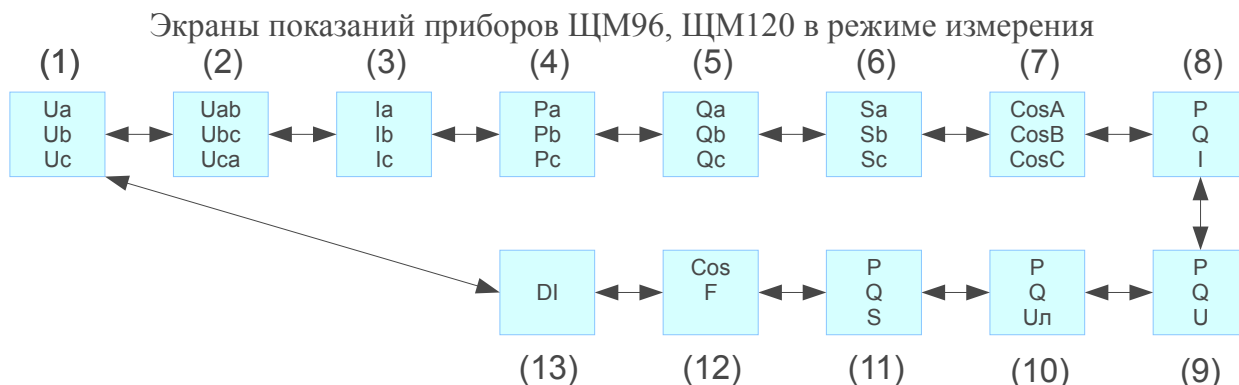 Экраны показаний приборов ЩМ96, ЩМ120 в режиме измерения
(1) (2) (3) (4) (5) (6) (7) (8)
Ua Uab Ia Pa Qa Sa CosA P
Ub Ubc Ib Pb Qb Sb CosB Q
Uc Uca Ic Pc Qc Sc CosC I
DI Cos F P Q S P Q Uл P Q U
(13) (12) (11) (10) (9)